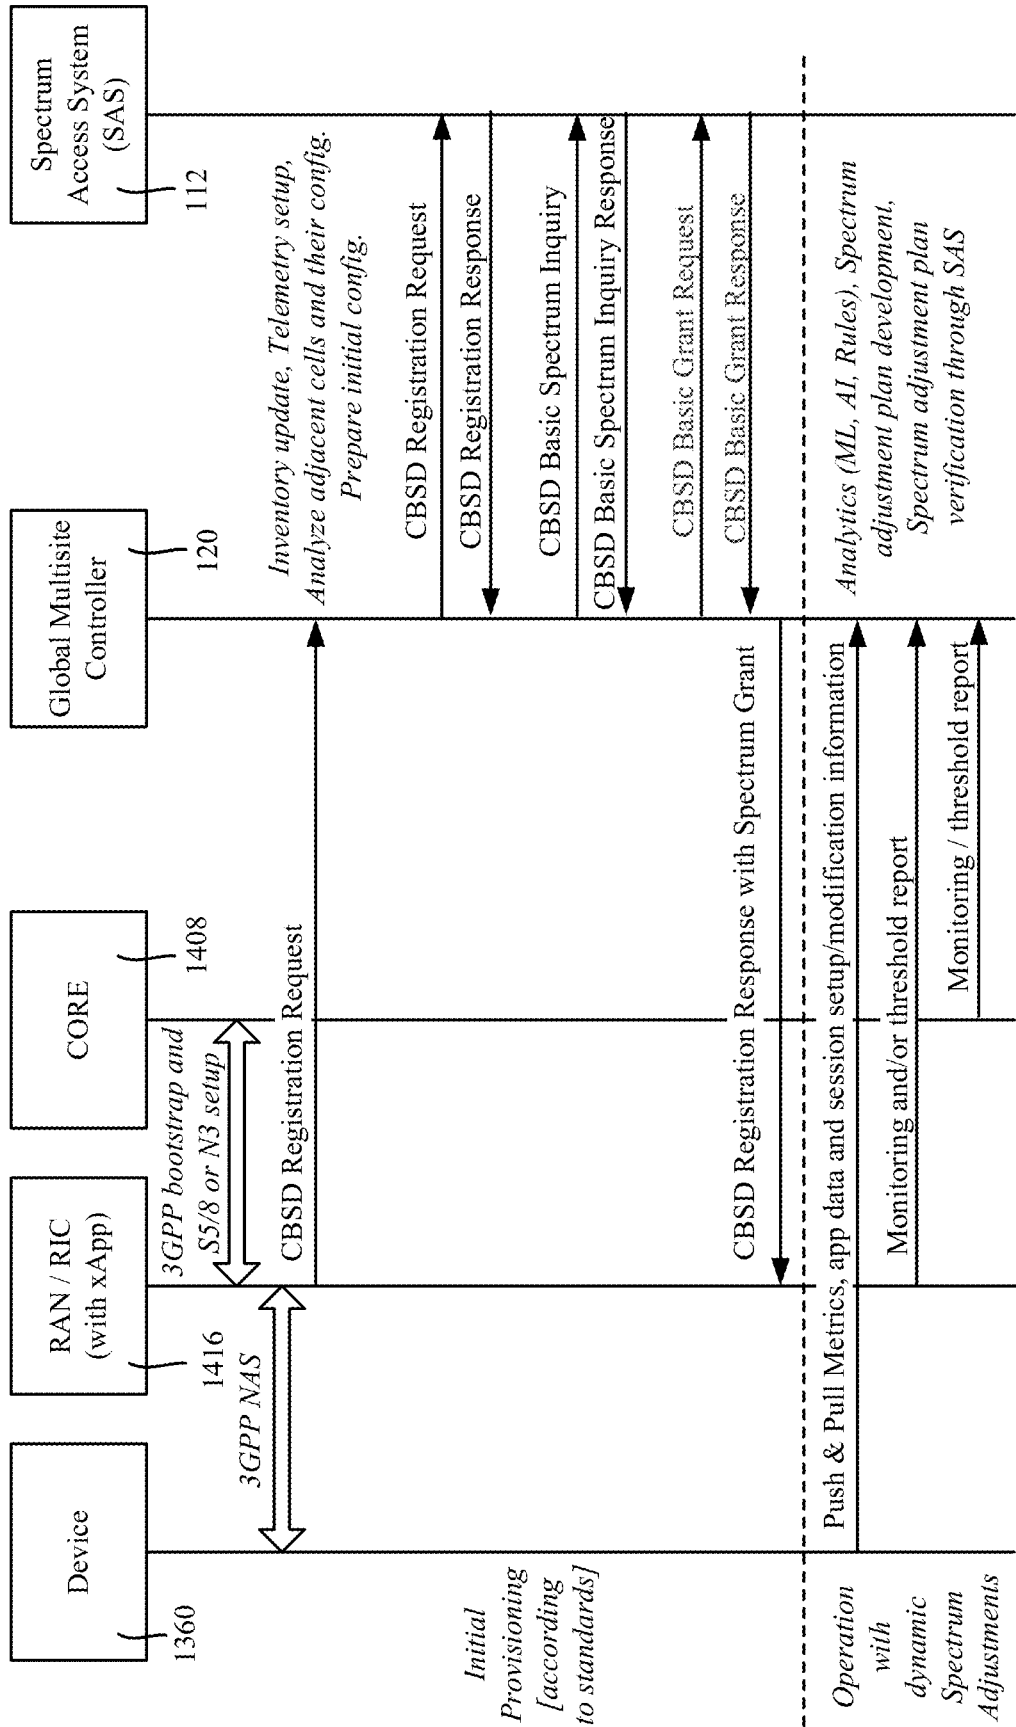 Device
1360
RAN / RIC
(with xApp)
1416
CORE
1408
Global Multisite
Controller
120
Spectrum
Access System
(SAS)
112
3GPP bootstrap and
S5/8 or N3 setup
3GPP NAS
CBSD Registration Request
Inventory update, Telemetry setup,
Analyze adjacent cells and their config.
Prepare initial config.
CBSD Registration Request
CBSD Registration Response
CBSD Basic Spectrum Inquiry
CBSD Basic Spectrum Inquiry Response
CBSD Basic Grant Request
CBSD Basic Grant Response
CBSD Registration Response with Spectrum Grant
Initial
Provisioning
[according
to standards]
Operation
with
dynamic
Spectrum
Adjustments
Push & Pull Metrics, app data and session setup/modification information
Monitoring and/or threshold report
Monitoring / threshold report
Analytics (ML, AI, Rules), Spectrum
adjustment plan development,
Spectrum adjustment plan
verification through SAS